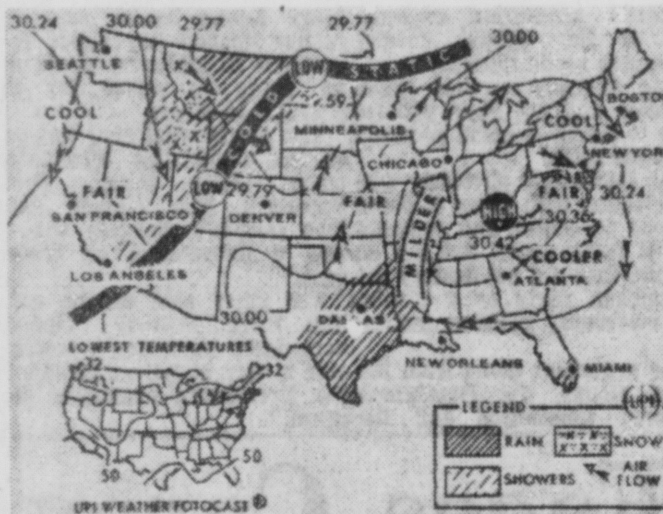 30.24 30.00 29.77 29.77
30.00
SEATTLE
LOW
STATIC
COLD
29.59
COOL
BOSTON
MINNEAPOLIS
COOL
NEW YORK
CHICAGO
FAIR
LOW 29.79
SAN FRANCISCO
DENVER
FAIR
MILDER
HIGH
FAIR
30.24
30.36
30.42
COOLER
LOS ANGELES
ATLANTA
30.00
DALLAS
LOWEST TEMPERATURES
NEW ORLEANS
MIAMI
32 32
50 50
LEGEND
UPI
RAIN
SNOW
SHOWERS
AIR
FLOW
UPI WEATHER FOTOCAST